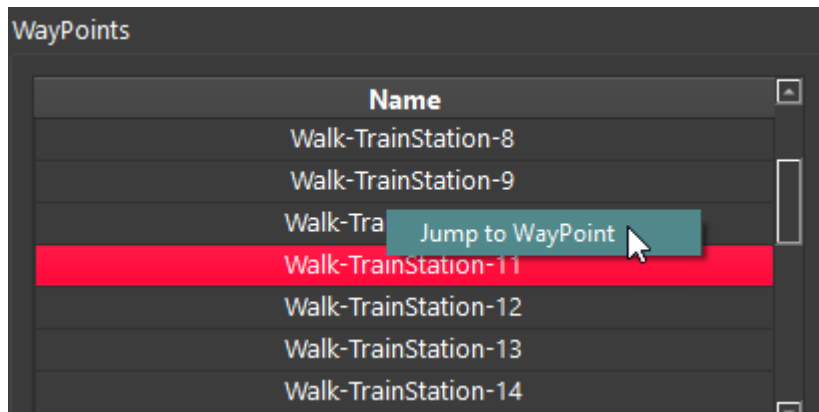 WayPoints
Name
Walk-TrainStation-8
Walk-TrainStation-9
Walk-Tra
Jump to WayPoint
Walk-TrainStation-11
Walk-TrainStation-12
Walk-TrainStation-13
Walk-TrainStation-14